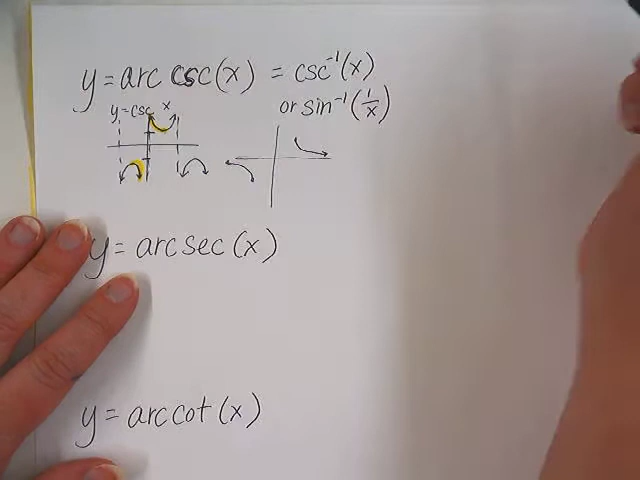 y = arc csc(x) = csc⁻¹(x)
or sin⁻¹(1/x)
y=csc x
y = arcsec(x)
y = arccot(x)